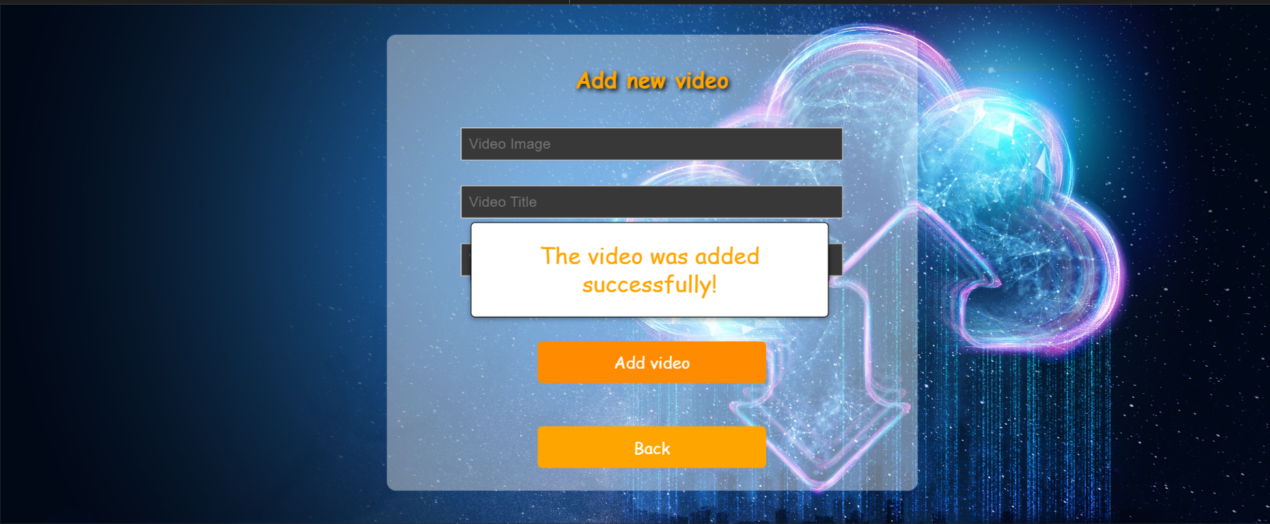 Add new video
Video Image
Video Title
The video was added
successfully!
Add video
Back